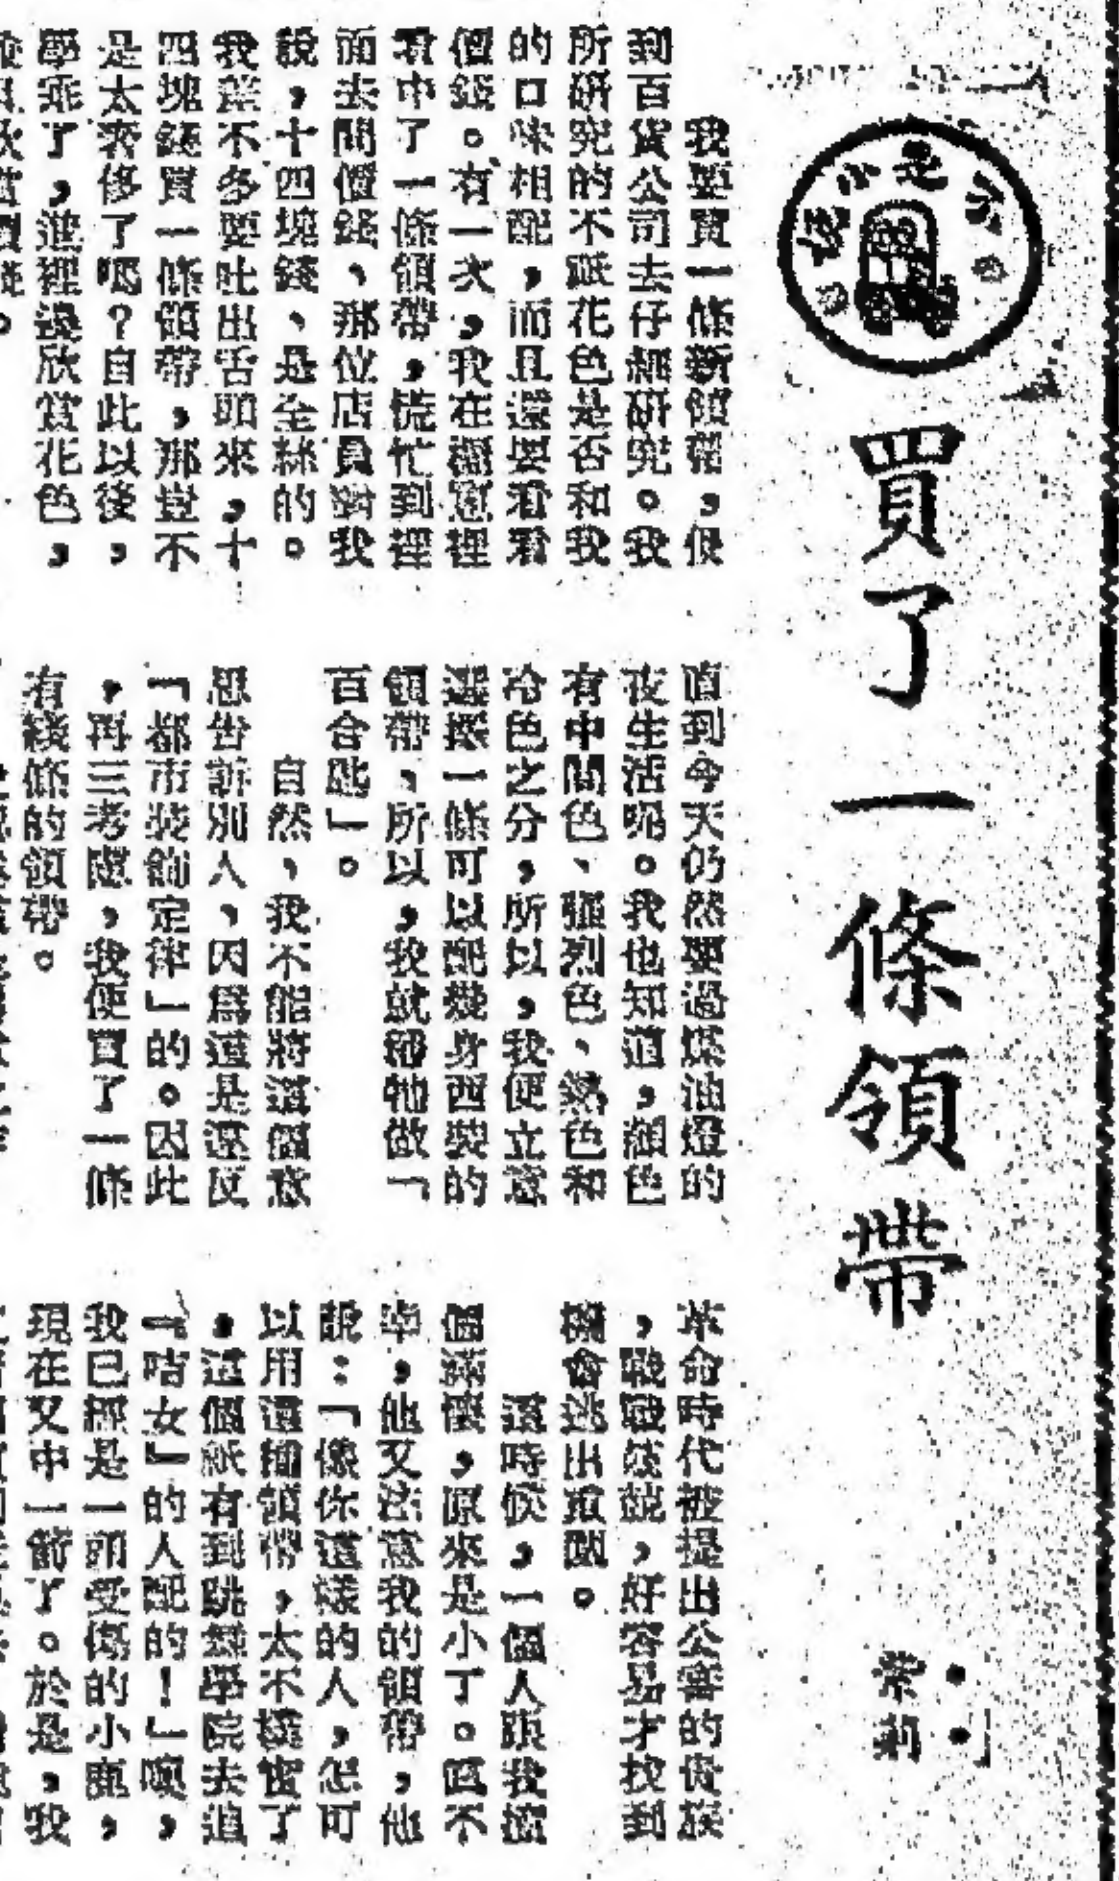 買了一條領帶
我要買一條新領帶，便
到百貨公司去仔細研究。我
所研究的不祇花色是否和我
的口味相配，而且還要看看
價錢。有一次，我在櫥窗裡
看中了一條領帶，慌忙到裡
面去問價錢、那位店員對我
說，十四塊錢、是全絲的。
我差不多要吐出舌頭來，十
四塊錢買一條領帶，那豈不
是太奢侈了嗎？自此以後，
學乖了，進裡邊欣賞花色，
直到今天仍然要過煤油燈的
夜生活呢。我也知道，顏色
有中間色、強烈色、熱色和
冷色之分，所以，我便立意
選擇一條可以配幾身西裝的
領帶，所以，我就稱牠做「
百合匙」。
自然，我不能將這個意
思告訴別人，因爲這是違反
「都市裝飾定律」的。因此
，再三考慮，我便買了一條
有綫條的領帶。
革命時代被提出公審的貴族
，戰戰兢兢，好容易才找到
機會逃出重圍。
這時候，一個人跟我撞
個滿懷，原來是小丁。眞不
幸，他又注意我的領帶，他
說：「像你這樣的人，怎可
以用這種領帶，太不樸實了
，這個祇有到跳舞學院去追
『咭女』的人配的！」噢，
我已經是一頭受傷的小鹿，
現在又中一箭了。於是，我